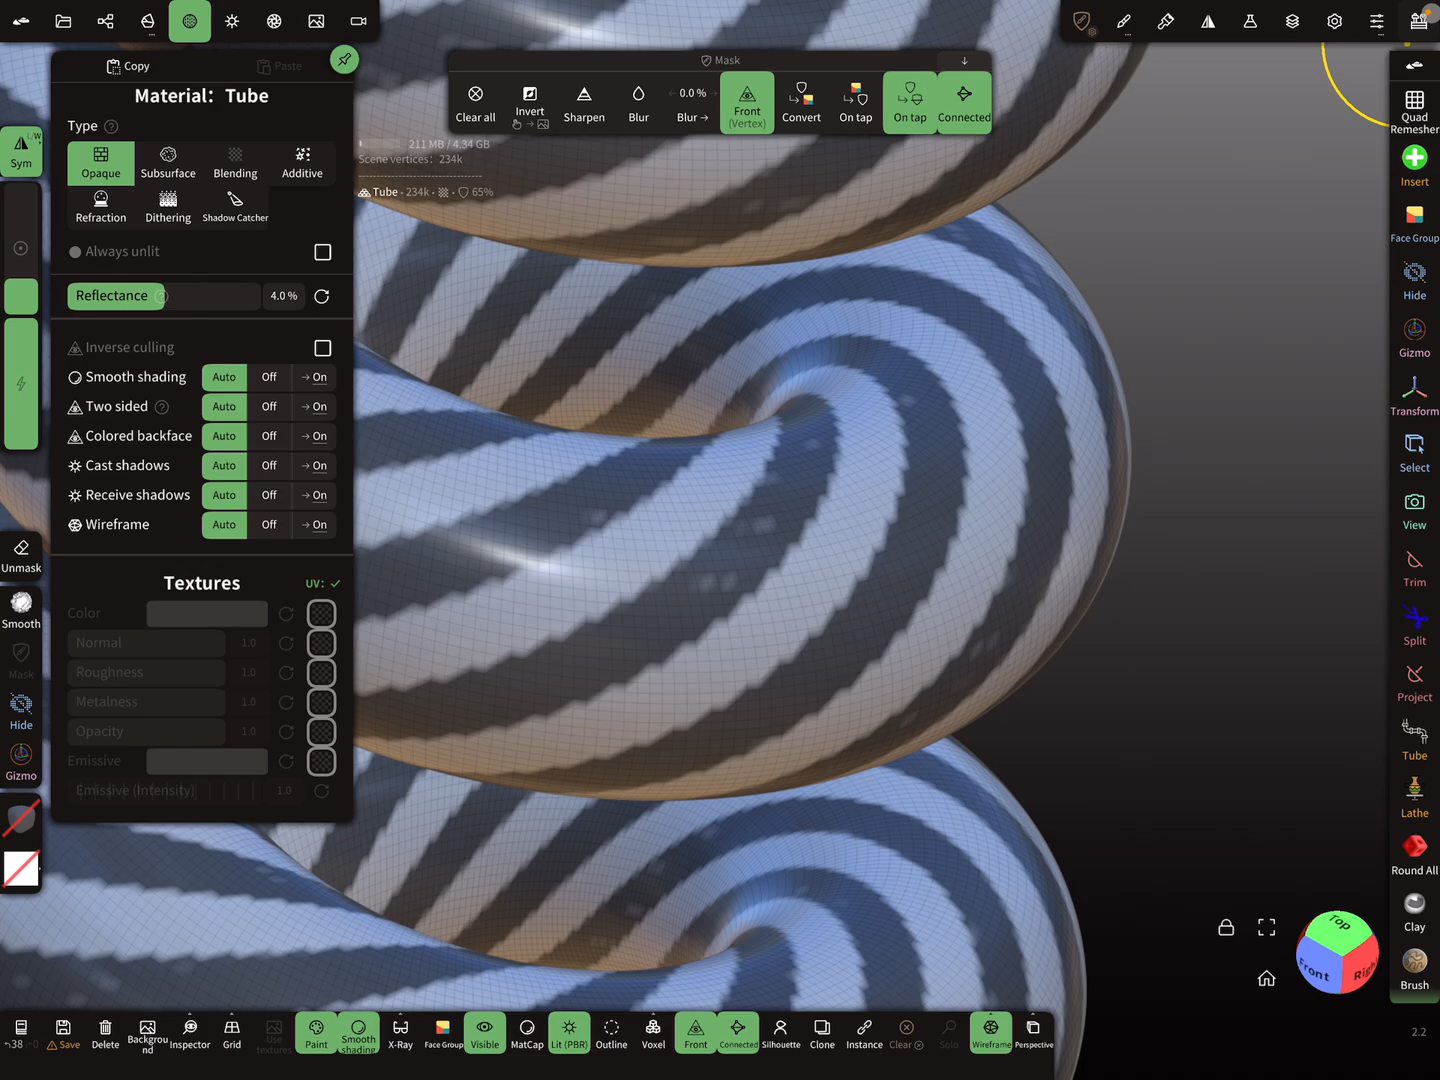 Copy
Paste
Material: Tube
Type ?
Opaque
Subsurface
Blending
Additive
Refraction
Dithering
Shadow Catcher
Always unlit
Reflectance ?
4.0 %
Inverse culling
Smooth shading Auto Off → On
Two sided ? Auto Off → On
Colored backface Auto Off → On
Cast shadows Auto Off → On
Receive shadows Auto Off → On
Wireframe Auto Off → On
Textures UV: ✓
Color
Normal 1.0
Roughness 1.0
Metalness 1.0
Opacity 1.0
Emissive
Emissive (Intensity) 1.0
L/W
Sym
Unmask
Smooth
Mask
Hide
Gizmo
Mask
Clear all
Invert
Sharpen
Blur
0.0 %
Blur →
Front
(Vertex)
Convert
On tap
On tap
Connected
211 MB / 4.34 GB
Scene vertices: 234k
Tube • 234k • 65%
Quad
Remesher
Insert
Face Group
Hide
Gizmo
Transform
Select
View
Trim
Split
Project
Tube
Lathe
Round All
Clay
Brush
Top
Front
Righ
38 0
Save
Delete
Backgrou
nd
Inspector
Grid
Use
textures
Paint
Smooth
shading
X-Ray
Face Group
Visible
MatCap
Lit (PBR)
Outline
Voxel
Front
Connected
Silhouette
Clone
Instance
Clear
Solo
Wireframe
Perspective
2.2